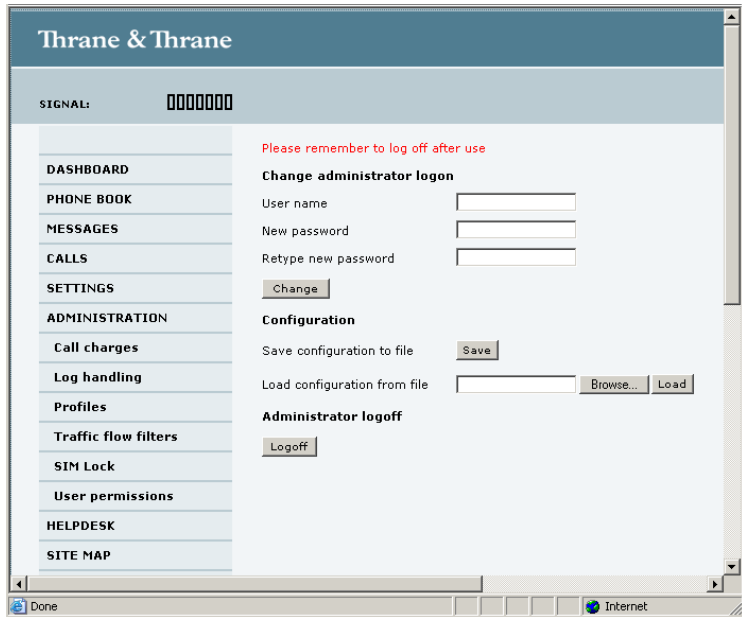 Thrane & Thrane
SIGNAL:
DASHBOARD
PHONE BOOK
MESSAGES
CALLS
SETTINGS
ADMINISTRATION
Call charges
Log handling
Profiles
Traffic flow filters
SIM Lock
User permissions
HELPDESK
SITE MAP
Please remember to log off after use
Change administrator logon
User name
New password
Retype new password
Change
Configuration
Save configuration to file Save
Load configuration from file Browse... Load
Administrator logoff
Logoff
Done Internet